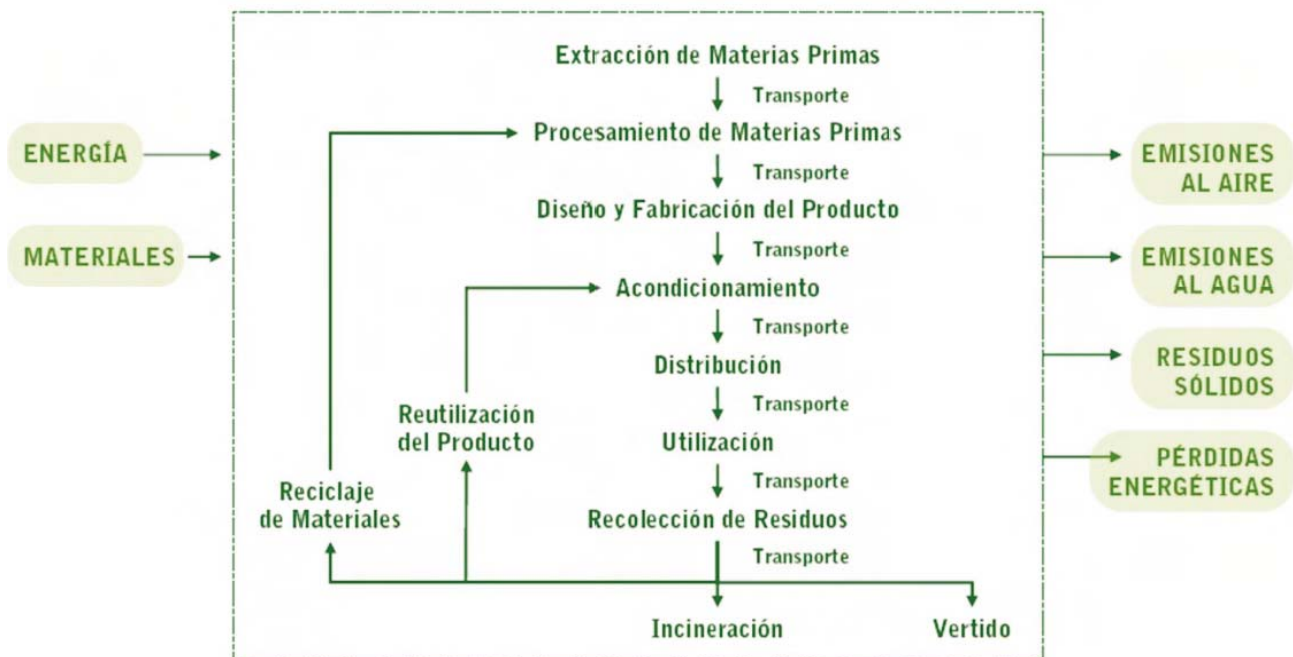 ENERGÍA
MATERIALES
Extracción de Materias Primas
Transporte
Procesamiento de Materias Primas
Transporte
Diseño y Fabricación del Producto
Transporte
Acondicionamiento
Transporte
Distribución
Transporte
Utilización
Transporte
Recolección de Residuos
Transporte
Incineración
Vertido
Reutilización
del Producto
Reciclaje
de Materiales
EMISIONES
AL AIRE
EMISIONES
AL AGUA
RESIDUOS
SÓLIDOS
PÉRDIDAS
ENERGÉTICAS